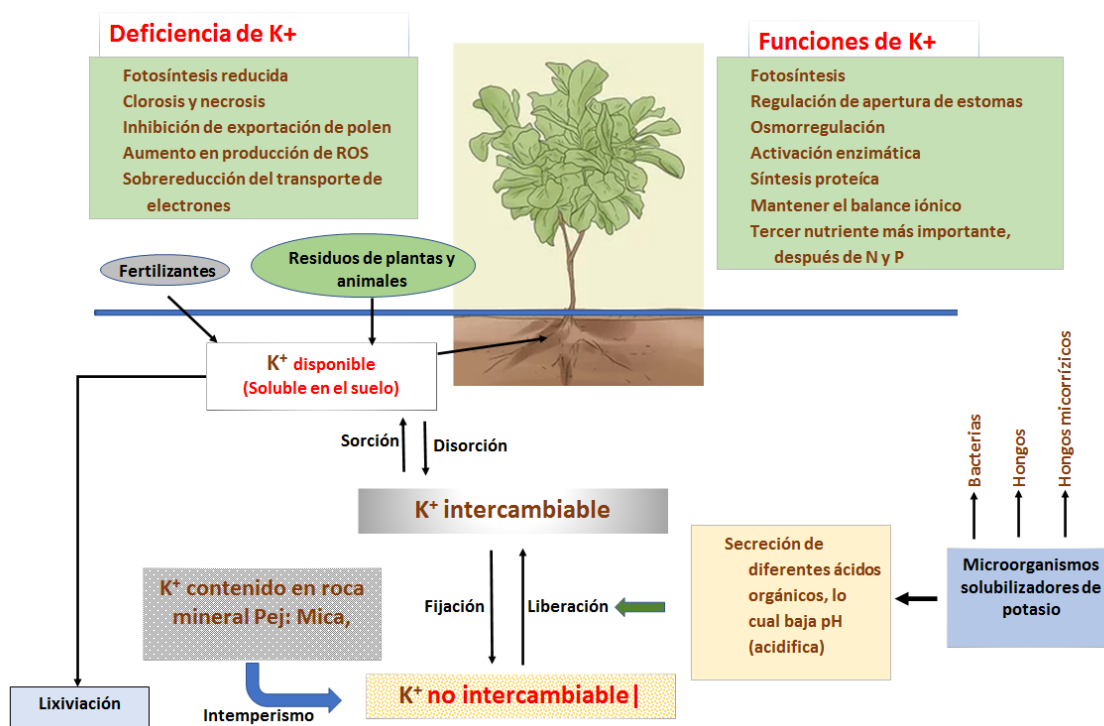 Deficiencia de K+
Fotosíntesis reducida
Clorosis y necrosis
Inhibición de exportación de polen
Aumento en producción de ROS
Sobrereducción del transporte de
electrones
Funciones de K+
Fotosíntesis
Regulación de apertura de estomas
Osmorregulación
Activación enzimática
Síntesis proteíca
Mantener el balance iónico
Tercer nutriente más importante,
después de N y P
Fertilizantes
Residuos de plantas y
animales
K⁺ disponible
(Soluble en el suelo)
Sorción
Disorción
K⁺ intercambiable
Bacterias
Hongos
Hongos micorrízicos
Secreción de
diferentes ácidos
orgánicos, lo
cual baja pH
(acidifica)
Microorganismos
solubilizadores de
potasio
K⁺ contenido en roca
mineral Pej: Mica,
Fijación
Liberación
K⁺ no intercambiable|
Lixiviación
Intemperismo